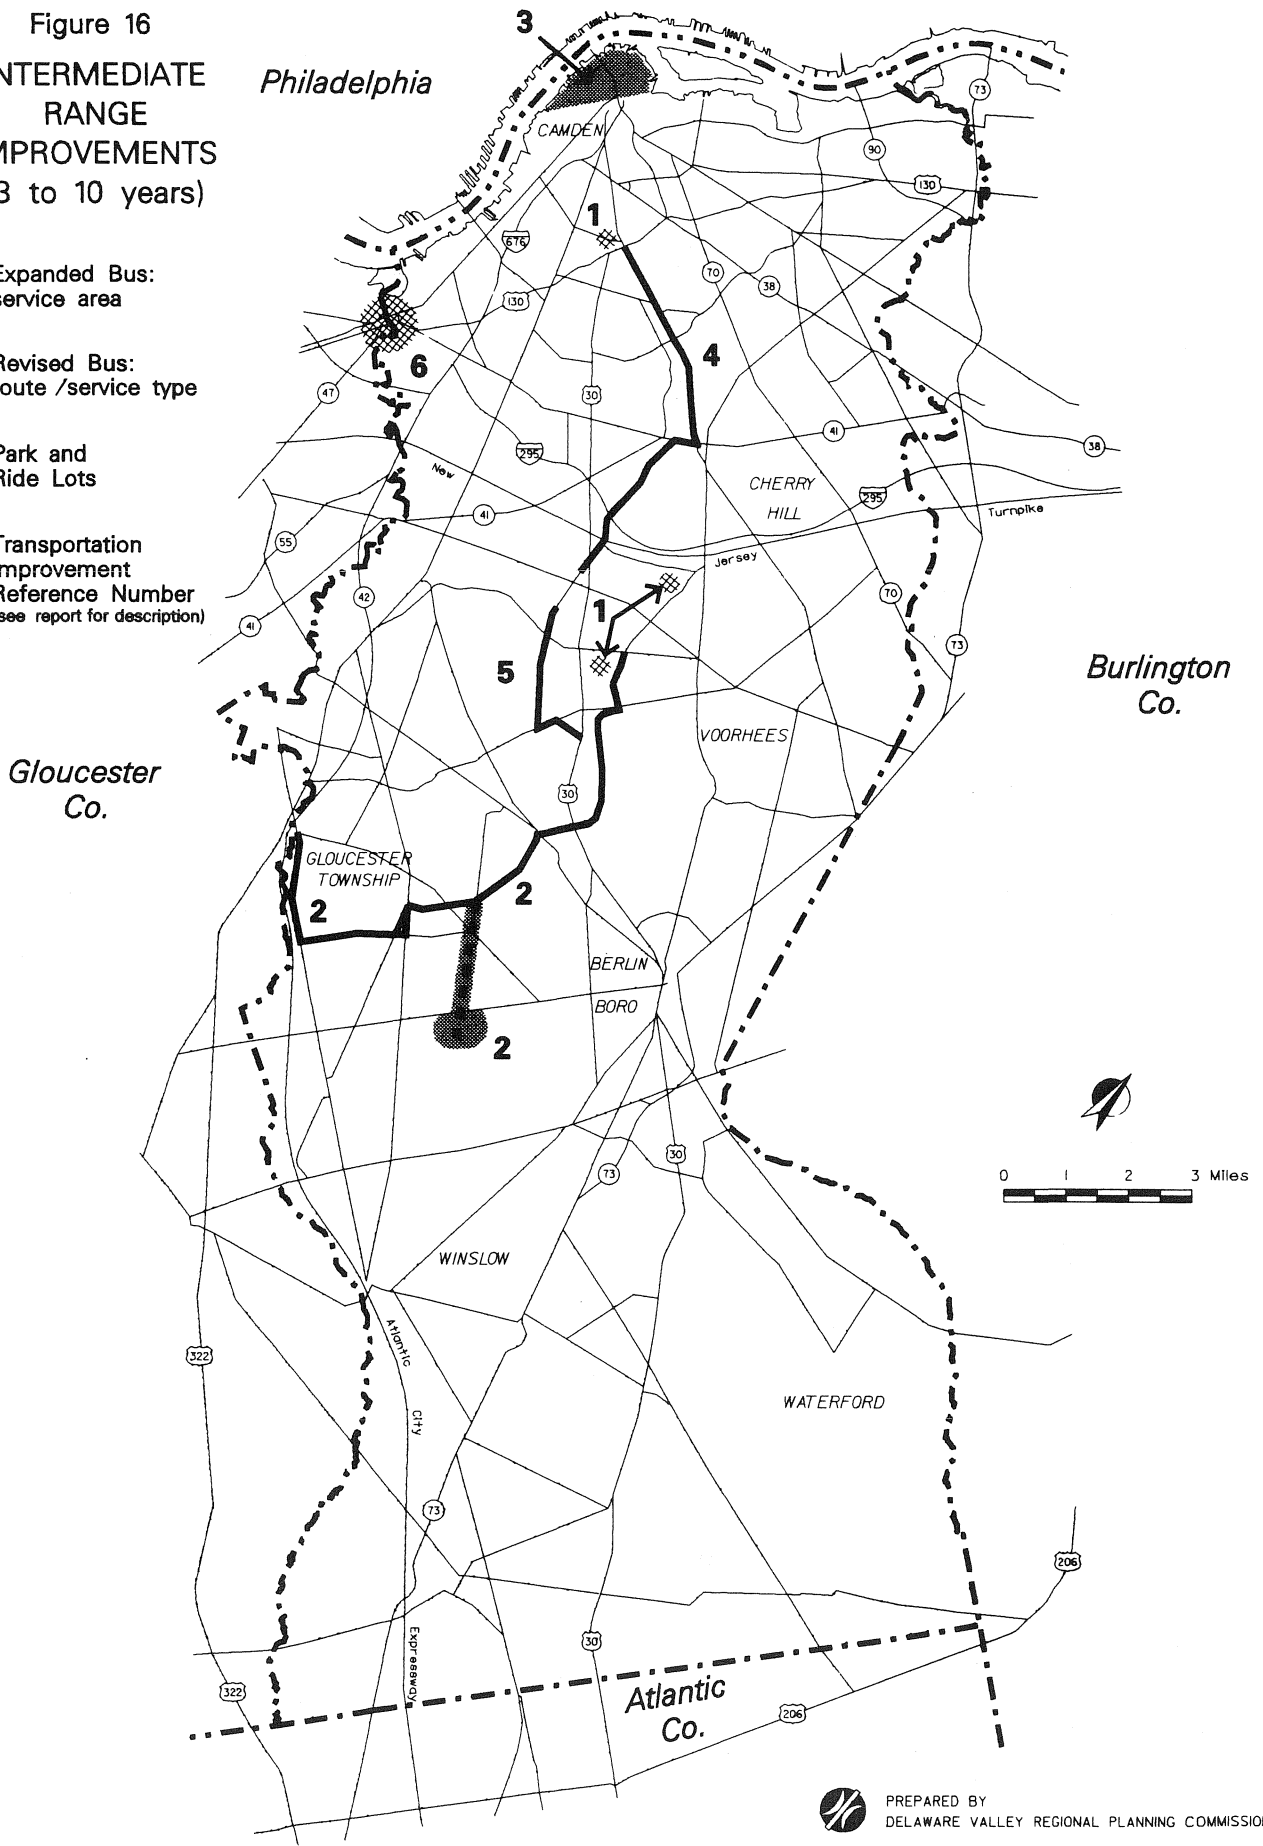 Figure 16
NTERMEDIATE
RANGE
MPROVEMENTS
3 to 10 years)
Expanded Bus:
service area
Revised Bus:
oute /service type
Park and
Ride Lots
Transportation
mprovement
Reference Number
(see report for description)
3
Philadelphia
CAMDEN
73
90
130
1
676
70
38
130
4
6
30
47
41
38
295
New
CHERRY
HILL
295
41
Turnpike
55
Jersey
42
1
70
41
73
5
Burlington
Co.
VOORHEES
Gloucester
Co.
30
GLOUCESTER
TOWNSHIP
2
2
BERLIN
BORO
2
0 1 2 3 Miles
30
73
WINSLOW
Atlantic
322
WATERFORD
City
73
206
Expressway
30
322
Atlantic
Co.
206
PREPARED BY
DELAWARE VALLEY REGIONAL PLANNING COMMISSIO